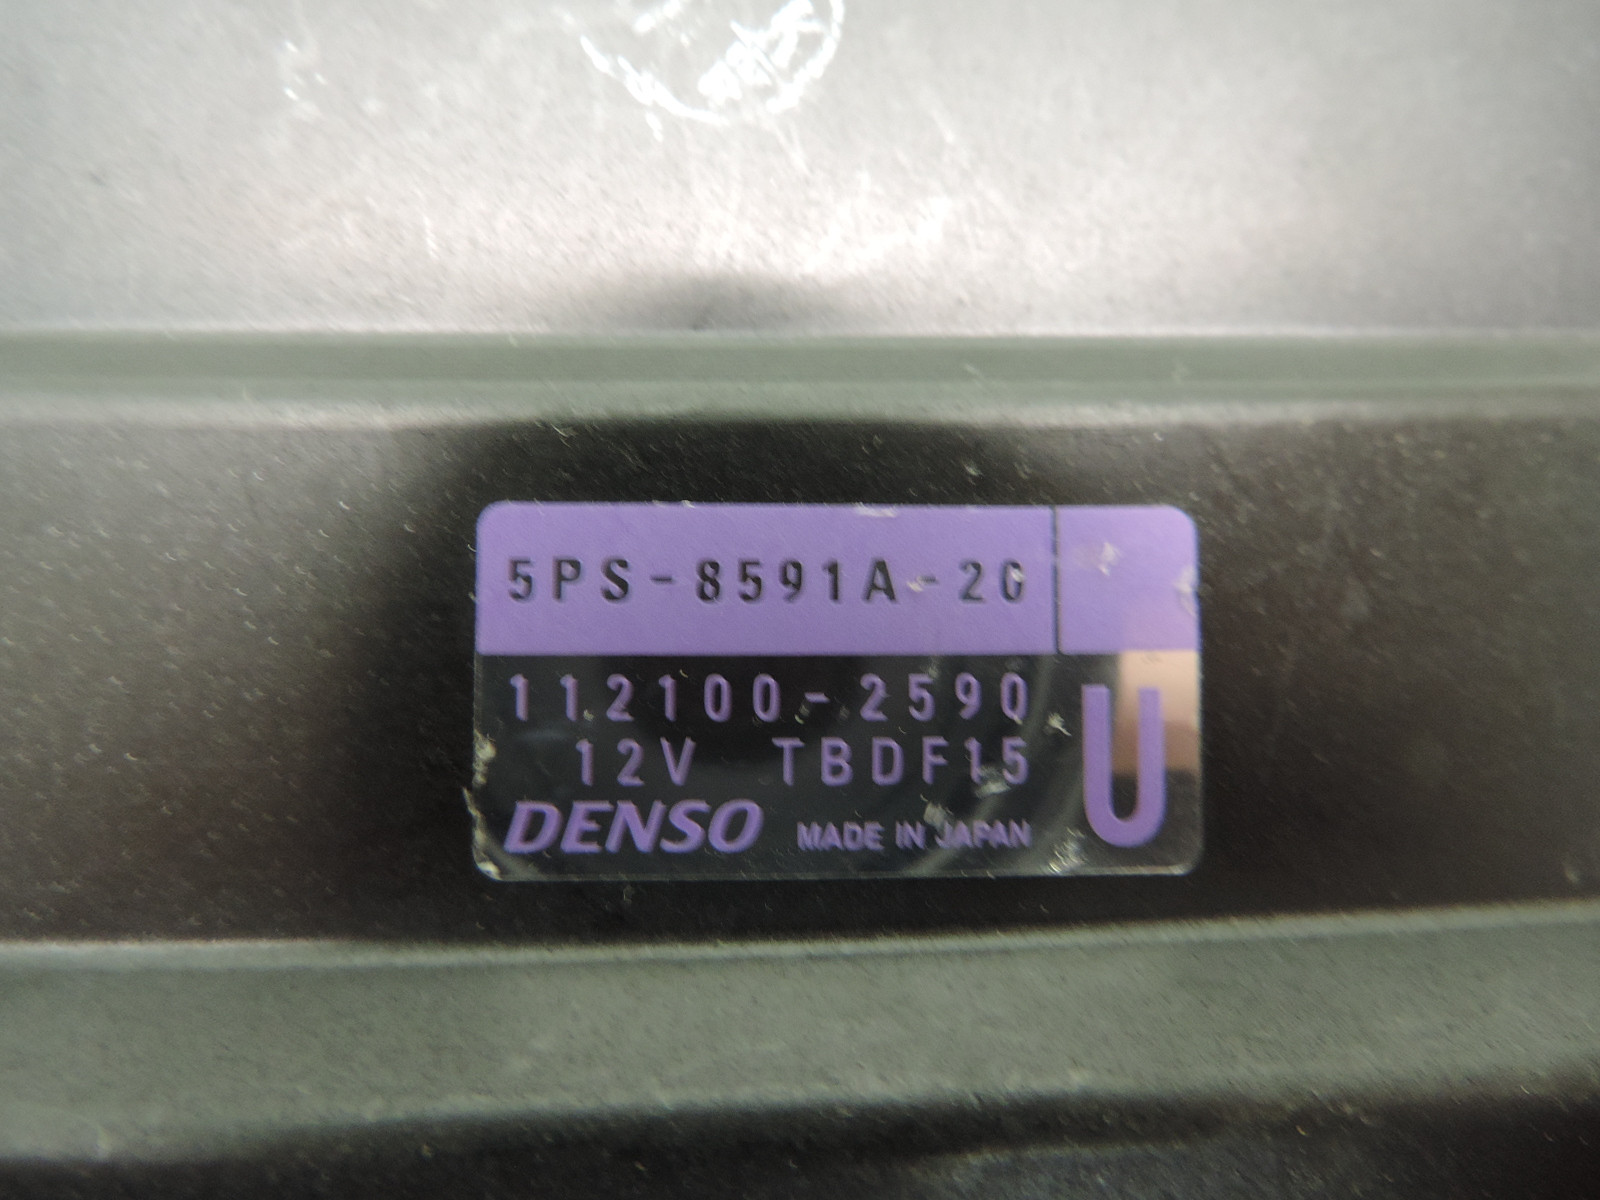 5PS-8591A-20
112100-2590
12V TBDF15
DENSO MADE IN JAPAN
U